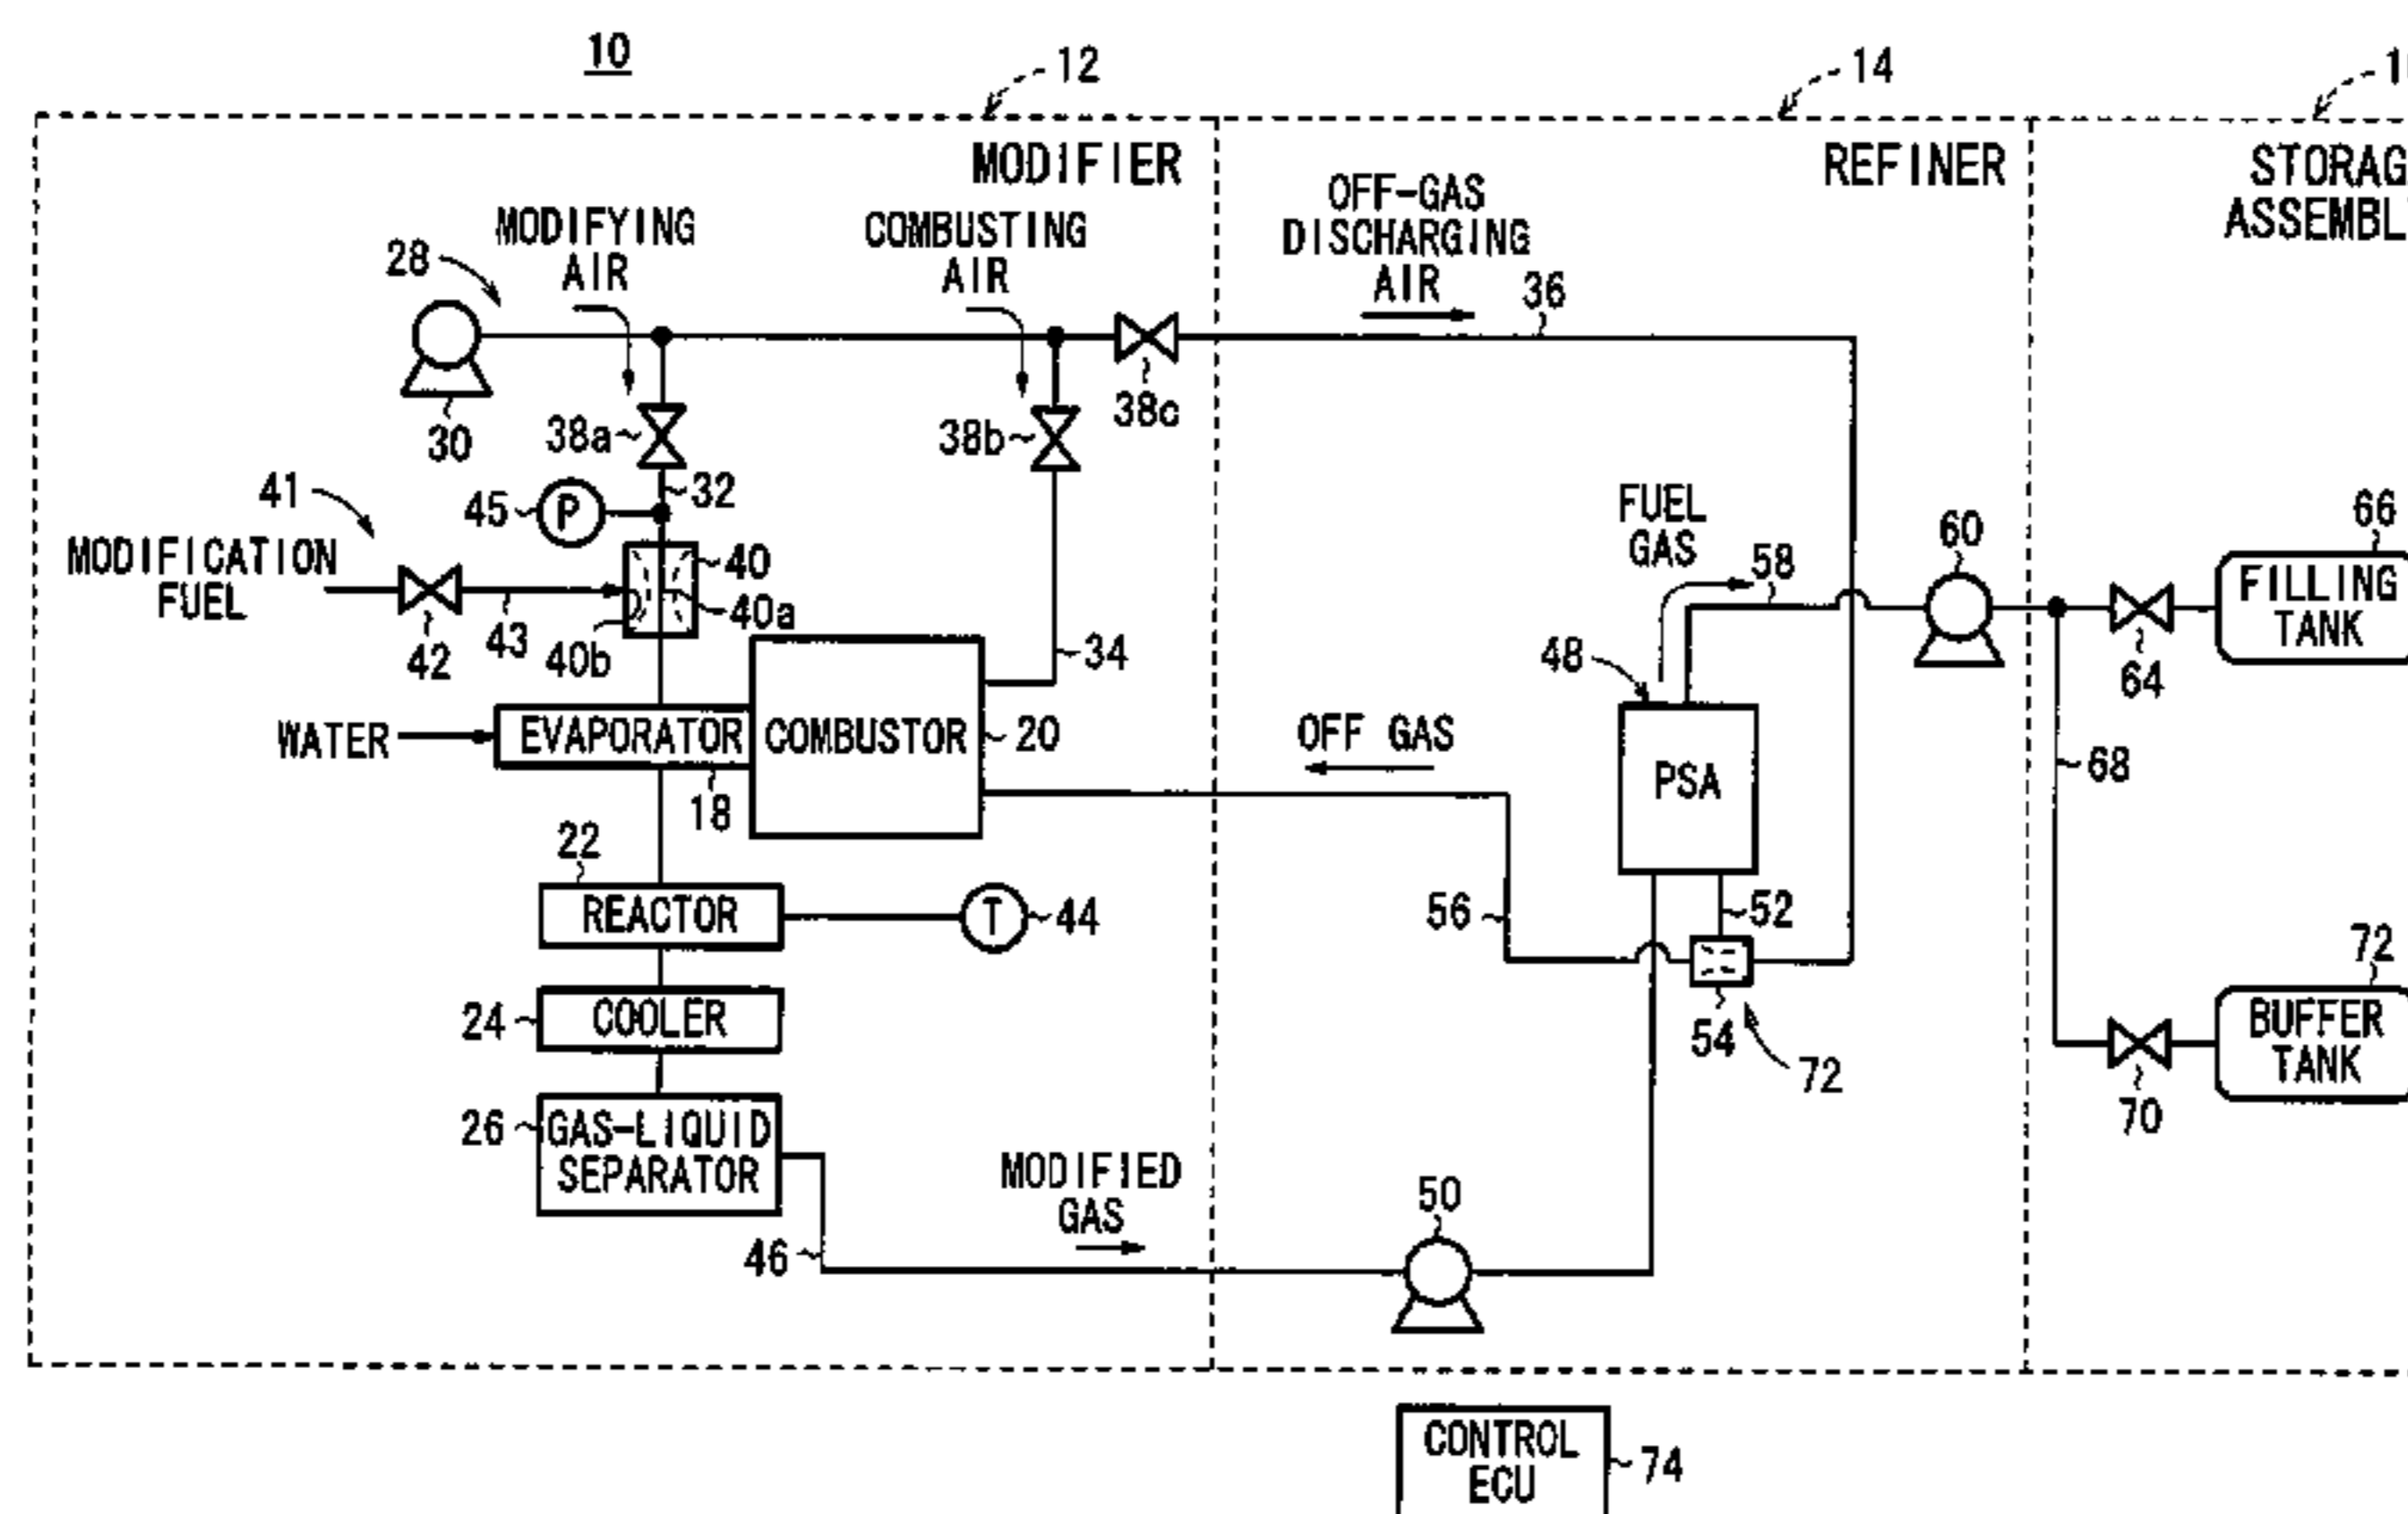 10
12
14
MODIFIER
REFINER
OFF-GAS
DISCHARGING
AIR
MODIFYING
AIR
COMBUSTING
AIR
28
36
30
38a
38b
38c
32
45
P
41
MODIFICATION
FUEL
42
43
40
40a
40b
34
FUEL
GAS
58
60
66
FILLING
TANK
64
48
WATER
EVAPORATOR
COMBUSTOR
20
18
OFF GAS
PSA
68
22
REACTOR
T
44
56
52
54
72
72
BUFFER
TANK
70
24
COOLER
26
GAS-LIQUID
SEPARATOR
MODIFIED
GAS
46
50
CONTROL
ECU
74